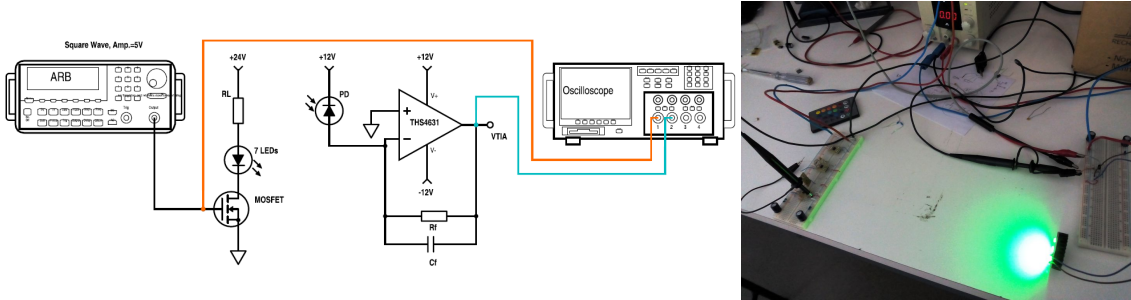 Square Wave, Amp.=5V
ARB
Output
+24V
RL
7 LEDs
MOSFET
+12V
PD
+12V
V+
THS4631
V-
-12V
VTIA
Rf
Cf
Oscilloscope
1 2 3 4